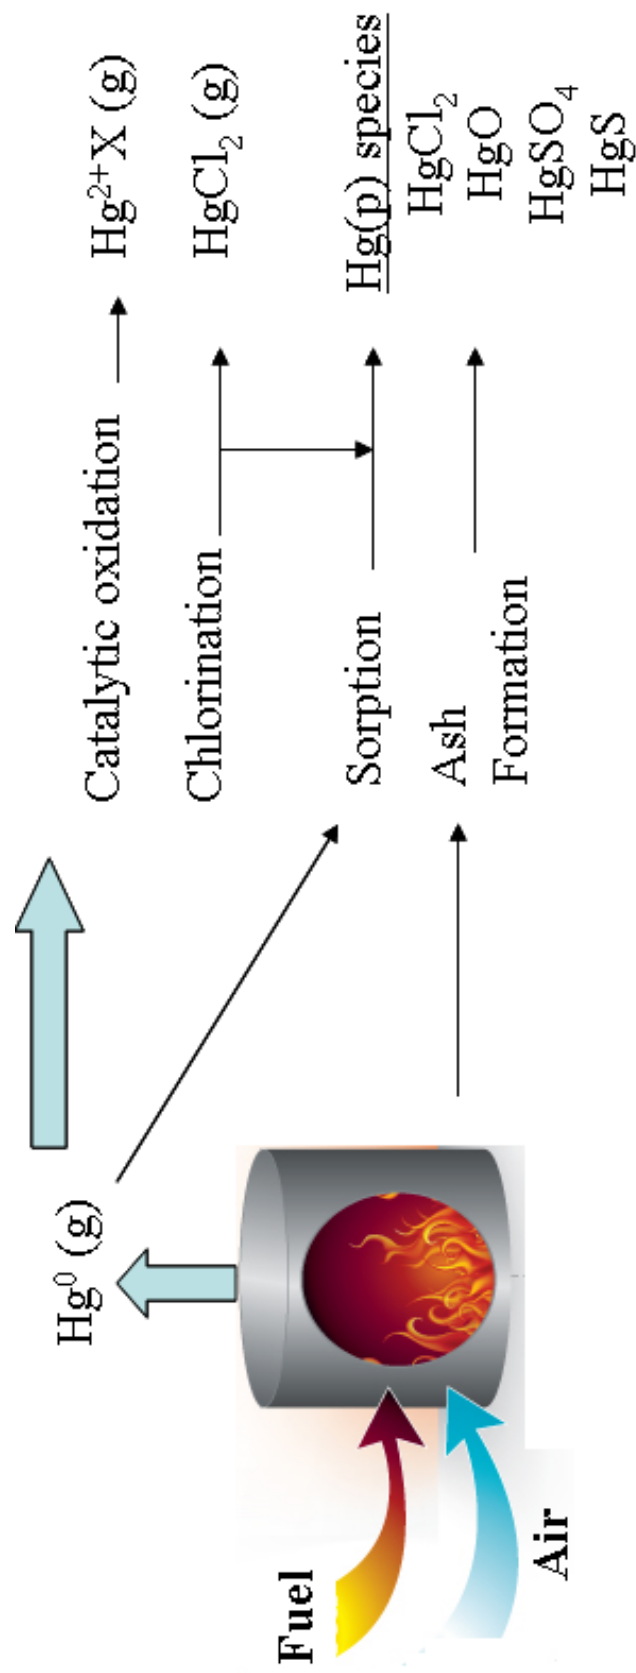 Hg⁰ (g)
Catalytic oxidation
Hg²⁺X (g)
Chlorination
HgCl₂ (g)
Sorption
Hg(p) species
HgCl₂
HgO
HgSO₄
HgS
Ash
Formation
Fuel
Air